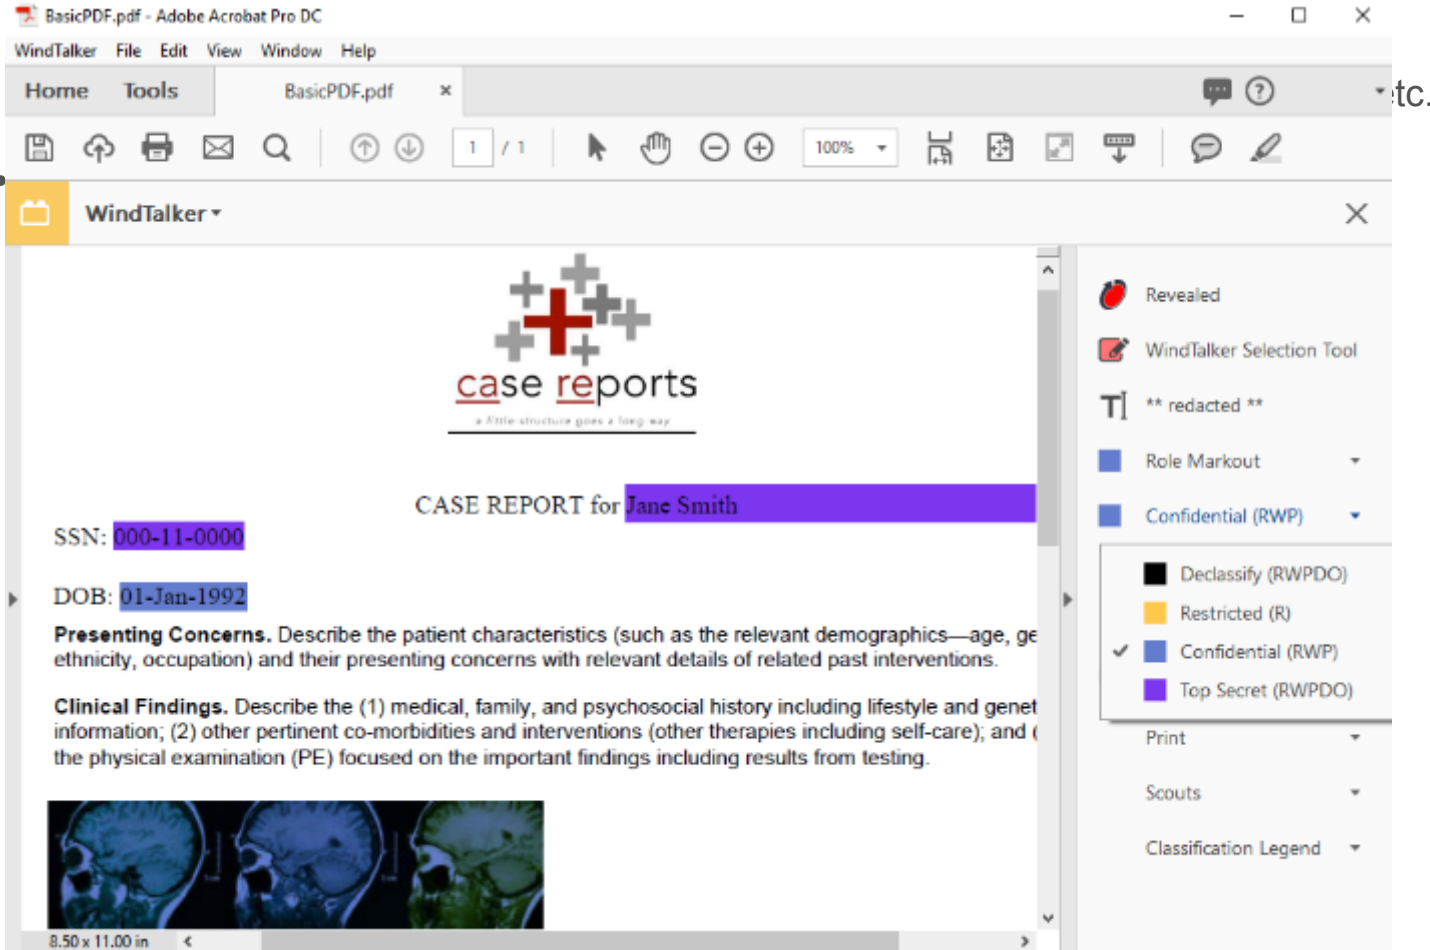 BasicPDF.pdf - Adobe Acrobat Pro DC
WindTalker File Edit View Window Help
Home Tools BasicPDF.pdf ×
etc.
1 / 1 100%
WindTalker
case reports
a little structure goes a long way
CASE REPORT for Jane Smith
SSN: 000-11-0000
DOB: 01-Jan-1992
Presenting Concerns. Describe the patient characteristics (such as the relevant demographics—age, ge
ethnicity, occupation) and their presenting concerns with relevant details of related past interventions.
Clinical Findings. Describe the (1) medical, family, and psychosocial history including lifestyle and genet
information; (2) other pertinent co-morbidities and interventions (other therapies including self-care); and (
the physical examination (PE) focused on the important findings including results from testing.
8.50 x 11.00 in
Revealed
WindTalker Selection Tool
** redacted **
Role Markout
Confidential (RWP)
Declassify (RWPDO)
Restricted (R)
Confidential (RWP)
Top Secret (RWPDO)
Print
Scouts
Classification Legend